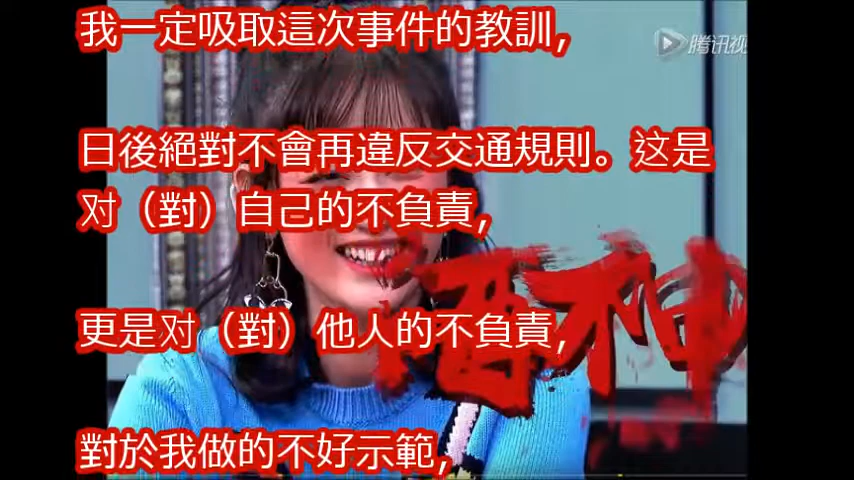 我一定吸取這次事件的教訓，
腾讯视
日後絕對不會再違反交通規則。这是
对（對）自己的不負責，
更是对（對）他人的不負責，
對於我做的不好示範，